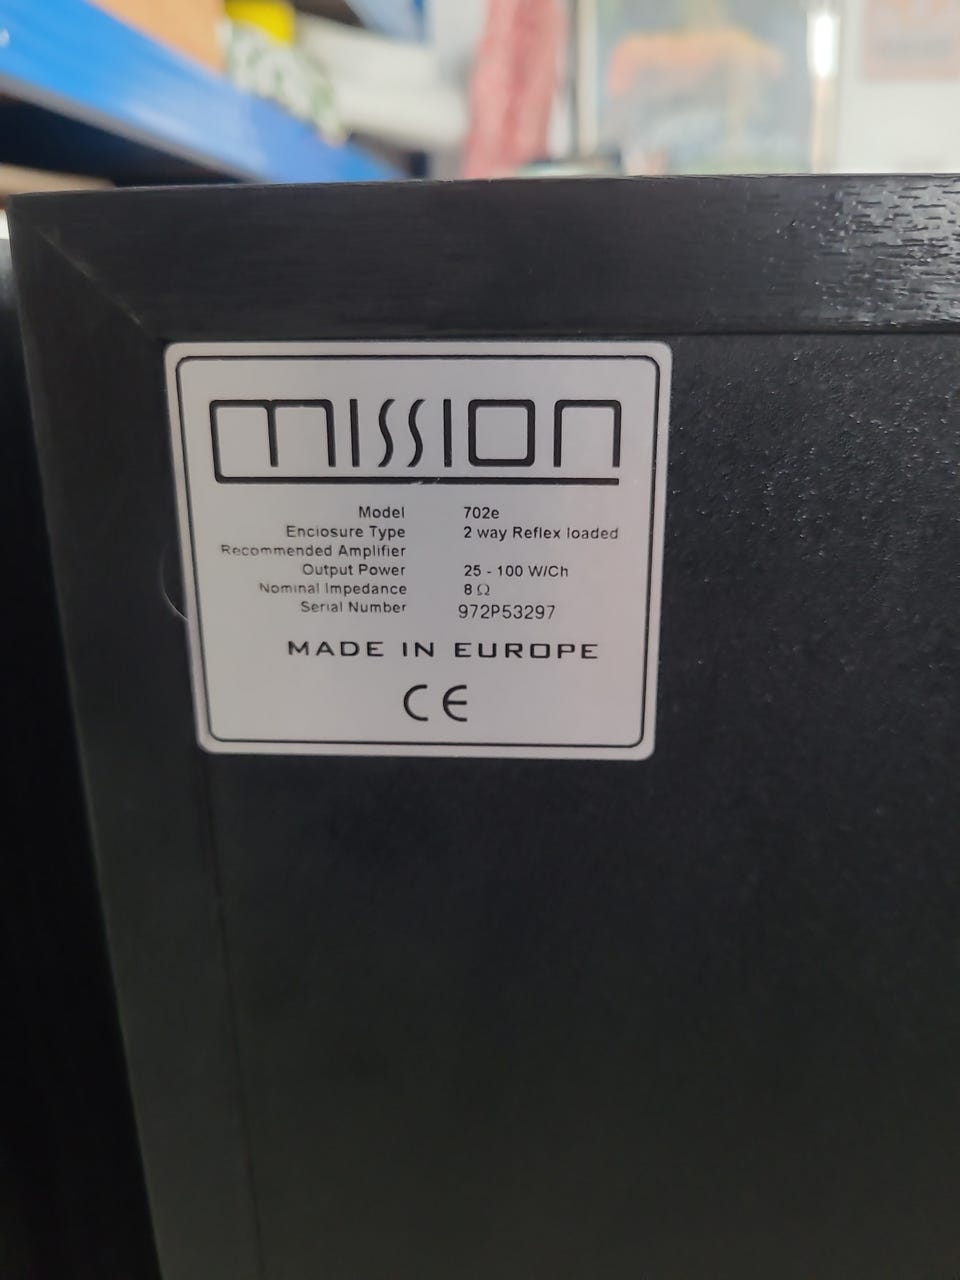 mission
Model 702e
Enclosure Type 2 way Reflex loaded
Recommended Amplifier
Output Power 25 - 100 W/Ch
Nominal Impedance 8 Ω
Serial Number 972P53297
MADE IN EUROPE
CE